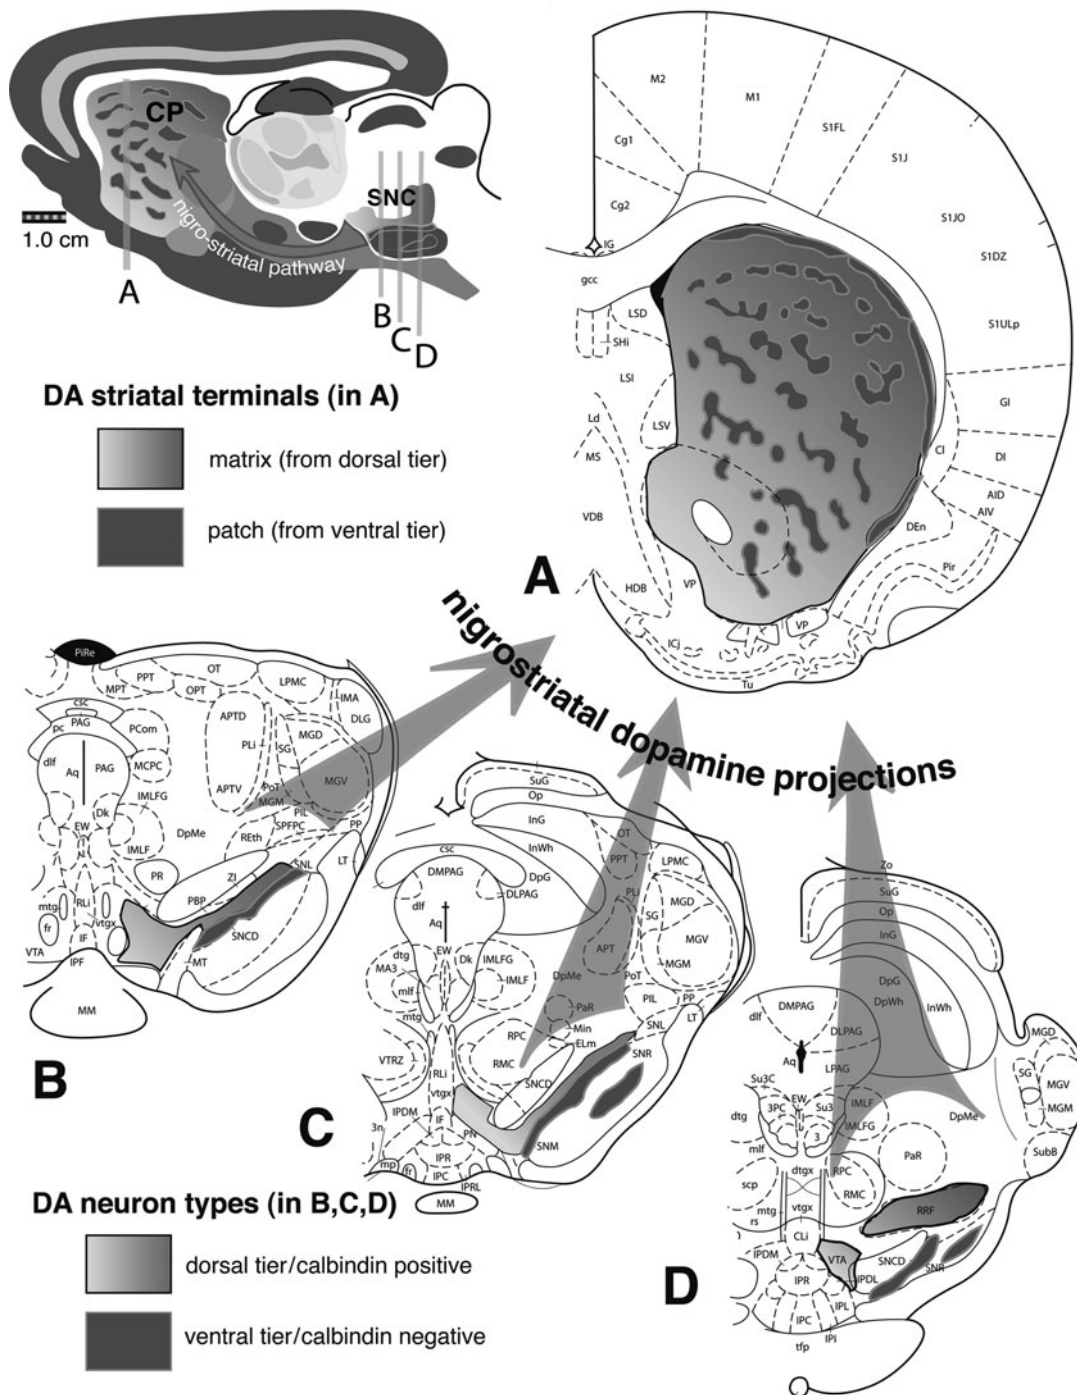 CP
SNC
nigro-striatal pathway
1.0 cm
A
B
C
D
DA striatal terminals (in A)
matrix (from dorsal tier)
patch (from ventral tier)
M2
M1
S1FL
S1J
Cg1
Cg2
S1JO
IG
S1DZ
gcc
LSD
SHi
S1ULp
LSI
GI
Ld
LSV
CI
DI
MS
AID
AIV
VDB
DEn
Pir
HDB
VP
VP
ICj
Tu
A
nigrostriatal dopamine projections
PiRe
PPT
OT
MPT
OPT
LPMC
IMA
csc
PAG
APTD
DLG
pc
PCom
MGD
PLi
SG
dlf
Aq
PAG
MCPC
MGV
APTV
PoT
IMLFG
MGM
Dk
PIL
EW
SPFPC
PP
DpMe
REth
IMLF
LT
SNL
PR
ZI
PBP
mtg
RLi
vtgx
fr
SNCD
IF
VTA
IPF
MT
MM
B
SuG
Op
InG
OT
InWh
PPT
csc
LPMC
DMPAG
DpG
DLPAG
PLi
MGD
dlf
SG
Aq
APT
MGV
dtg
EW
Dk
IMLFG
MGM
MA3
IMLF
DpMe
PoT
mlf
PIL
PP
PaR
LT
mtg
Min
SNL
RPC
ELm
VTRZ
RMC
SNR
RLi
SNCD
vtgx
IPDM
3n
IF
PN
SNM
IPR
mp
fr
IPC
IPRL
MM
C
Zo
SuG
Op
InG
DpG
DpWh
InWh
DMPAG
dlf
DLPAG
MGD
Aq
LPAG
SG
MGV
Su3C
EW
IMLF
3PC
Su3
MGM
DpMe
dtg
IMLFG
3
mlf
SubB
PaR
dtgx
RPC
scp
RMC
mtg
vtgx
RRF
rs
CLi
IPDM
VTA
SNCD
SNR
IPR
IPDL
IPL
IPC
IPI
tfp
D
DA neuron types (in B,C,D)
dorsal tier/calbindin positive
ventral tier/calbindin negative